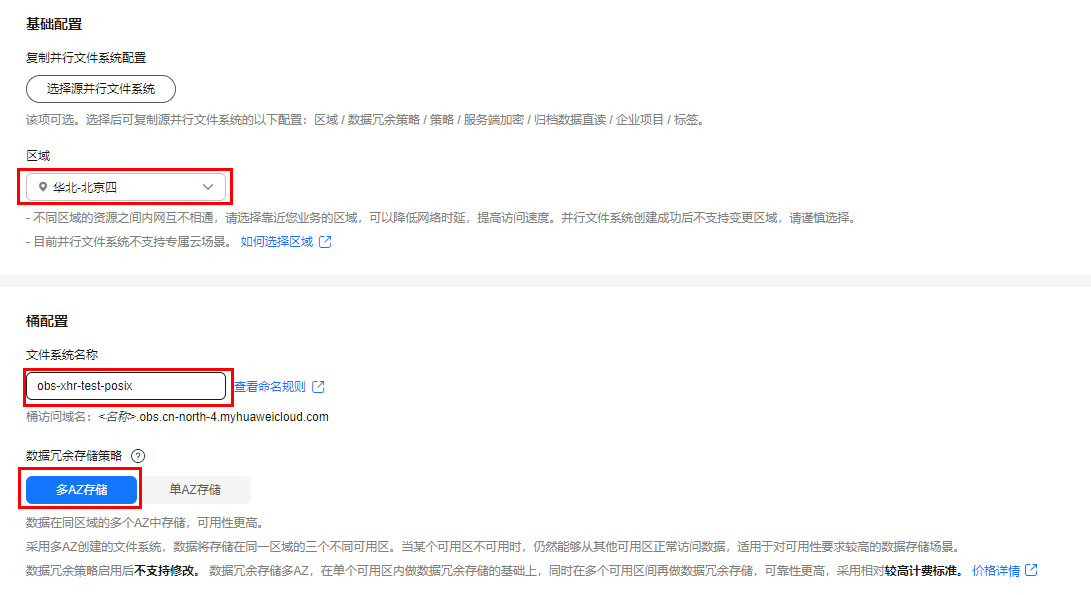 基础配置
复制并行文件系统配置
选择源并行文件系统
该项可选。选择后可复制源并行文件系统的以下配置：区域 / 数据冗余策略 / 策略 / 服务端加密 / 归档数据直读 / 企业项目 / 标签。
区域
华北-北京四
- 不同区域的资源之间内网互不相通，请选择靠近您业务的区域，可以降低网络时延，提高访问速度。并行文件系统创建成功后不支持变更区域，请谨慎选择。
- 目前并行文件系统不支持专属云场景。 如何选择区域
桶配置
文件系统名称
obs-xhr-test-posix 查看命名规则
桶访问域名：<名称>.obs.cn-north-4.myhuaweicloud.com
数据冗余存储策略 ?
多AZ存储 单AZ存储
数据在同区域的多个AZ中存储，可用性更高。
采用多AZ创建的文件系统，数据将存储在同一区域的三个不同可用区。当某个可用区不可用时，仍然能够从其他可用区正常访问数据，适用于对可用性要求较高的数据存储场景。
数据冗余策略启用后不支持修改。 数据冗余存储多AZ，在单个可用区内做数据冗余存储的基础上，同时在多个可用区间再做数据冗余存储，可靠性更高，采用相对较高计费标准。 价格详情